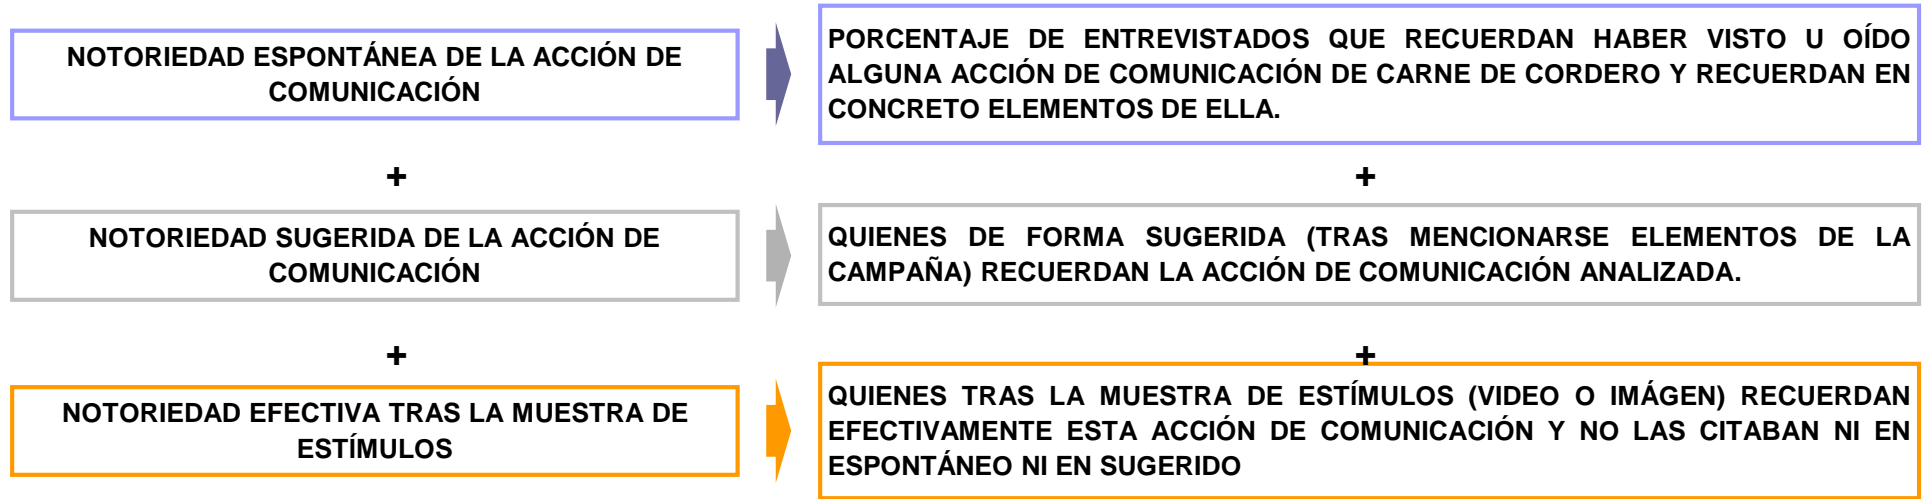 NOTORIEDAD ESPONTÁNEA DE LA ACCIÓN DE
COMUNICACIÓN
PORCENTAJE DE ENTREVISTADOS QUE RECUERDAN HABER VISTO U OÍDO
ALGUNA ACCIÓN DE COMUNICACIÓN DE CARNE DE CORDERO Y RECUERDAN EN
CONCRETO ELEMENTOS DE ELLA.
+
+
NOTORIEDAD SUGERIDA DE LA ACCIÓN DE
COMUNICACIÓN
QUIENES DE FORMA SUGERIDA (TRAS MENCIONARSE ELEMENTOS DE LA
CAMPAÑA) RECUERDAN LA ACCIÓN DE COMUNICACIÓN ANALIZADA.
+
+
NOTORIEDAD EFECTIVA TRAS LA MUESTRA DE
ESTÍMULOS
QUIENES TRAS LA MUESTRA DE ESTÍMULOS (VIDEO O IMÁGEN) RECUERDAN
EFECTIVAMENTE ESTA ACCIÓN DE COMUNICACIÓN Y NO LAS CITABAN NI EN
ESPONTÁNEO NI EN SUGERIDO